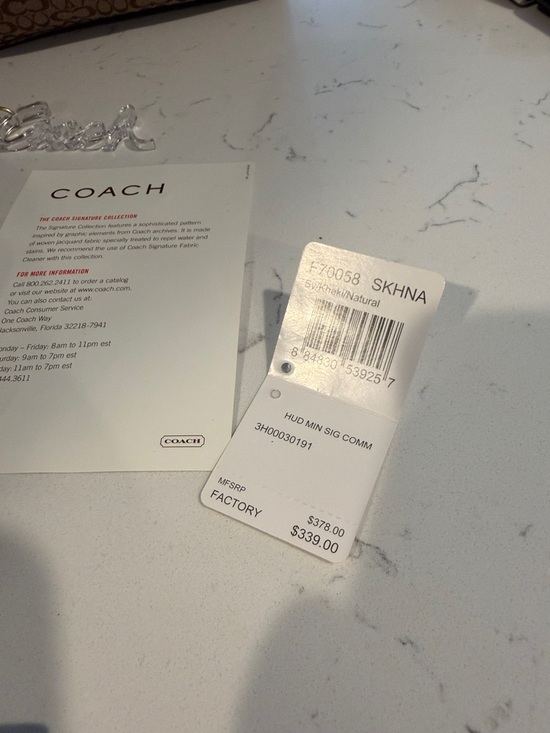 COACH
THE COACH SIGNATURE COLLECTION
The Signature Collection features a sophisticated pattern
inspired by graphic elements from Coach archives. It is made
of woven jacquard fabric specially treated to repel water and
stains. We recommend the use of Coach Signature Fabric
Cleaner with this collection.
FOR MORE INFORMATION
Call 800.262.2411 to order a catalog
or visit our website at www.coach.com.
You can also contact us at:
Coach Consumer Service
One Coach Way
Jacksonville, Florida 32218-7941
onday – Friday: 8am to 11pm est
urday: 9am to 7pm est
day: 11am to 7pm est
444.3611
COACH
F70058 SKHNA
Sv/Khaki/Natural
8 84830 53925 7
HUD MIN SIG COMM
3H00030191
MFSRP $378.00
FACTORY $339.00